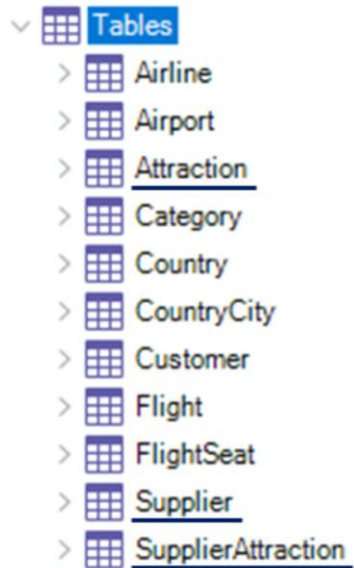 Tables
Airline
Airport
Attraction
Category
Country
CountryCity
Customer
Flight
FlightSeat
Supplier
SupplierAttraction